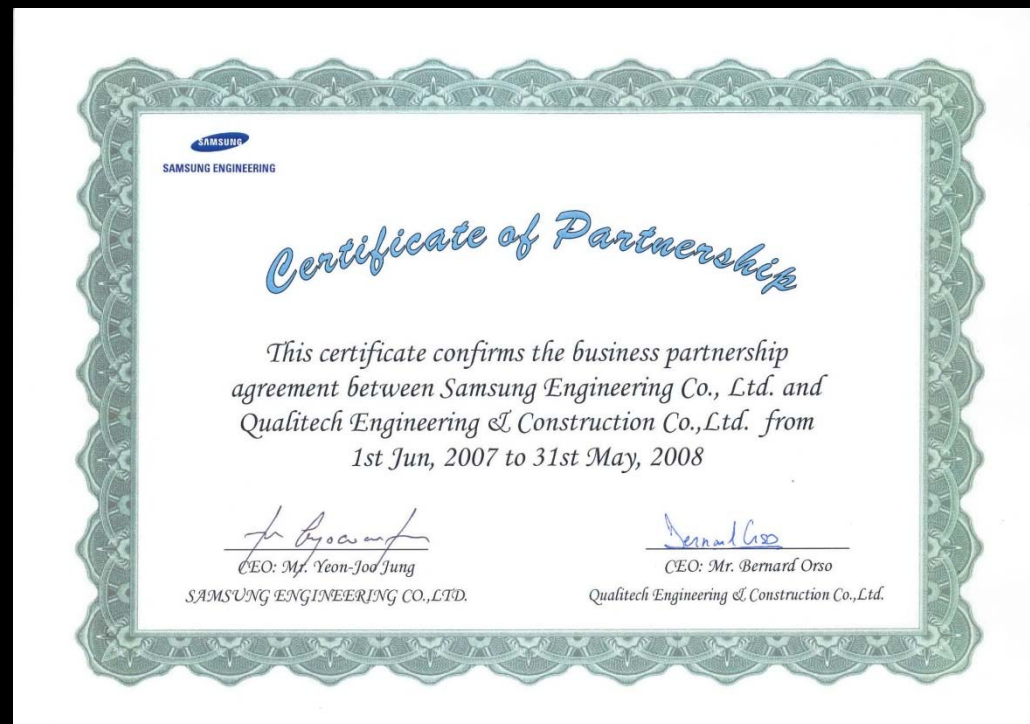 SAMSUNG
SAMSUNG ENGINEERING
Certificate of Partnership
This certificate confirms the business partnership
agreement between Samsung Engineering Co., Ltd. and
Qualitech Engineering & Construction Co.,Ltd. from
1st Jun, 2007 to 31st May, 2008
Bernard Orso
CEO: Mr. Yeon-Joo Jung
CEO: Mr. Bernard Orso
SAMSUNG ENGINEERING CO.,LTD.
Qualitech Engineering & Construction Co.,Ltd.